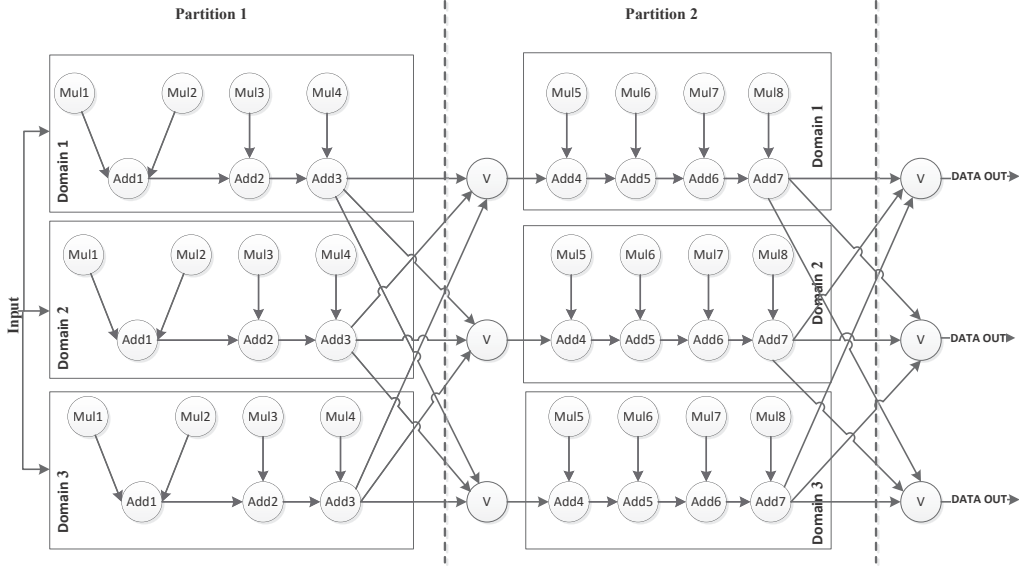 Partition 1
Partition 2
Mul1 Mul2 Mul3 Mul4
Mul5 Mul6 Mul7 Mul8
Domain 1
Domain 1
Add1 Add2 Add3 V Add4 Add5 Add6 Add7 V DATA OUT
Mul1 Mul2 Mul3 Mul4
Mul5 Mul6 Mul7 Mul8
Input
Domain 2
Domain 2
Add1 Add2 Add3 V Add4 Add5 Add6 Add7 V DATA OUT
Mul1 Mul2 Mul3 Mul4
Mul5 Mul6 Mul7 Mul8
Domain 3
Domain 3
Add1 Add2 Add3 V Add4 Add5 Add6 Add7 V DATA OUT